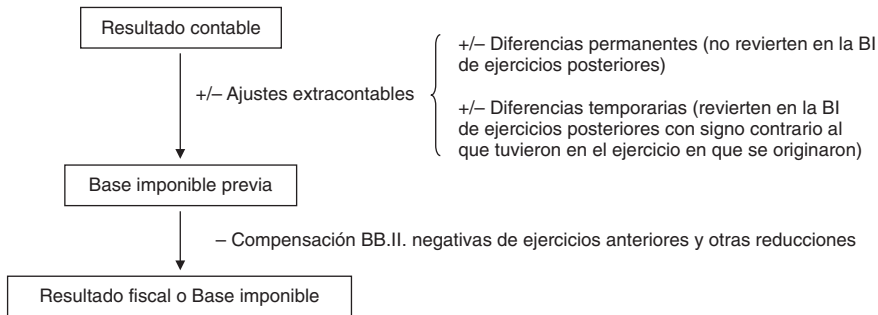 Resultado contable
+/– Ajustes extracontables
+/– Diferencias permanentes (no revierten en la BI
de ejercicios posteriores)
+/– Diferencias temporarias (revierten en la BI
de ejercicios posteriores con signo contrario al
que tuvieron en el ejercicio en que se originaron)
Base imponible previa
– Compensación BB.II. negativas de ejercicios anteriores y otras reducciones
Resultado fiscal o Base imponible